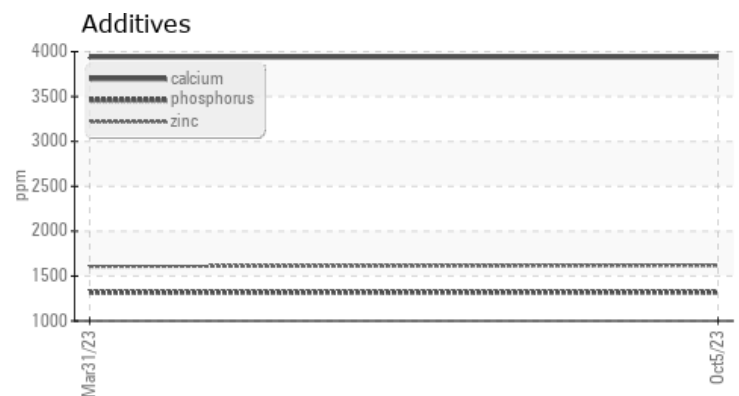 Additives
4000
3500
3000
2500
2000
1500
1000
ppm
calcium
phosphorus
zinc
Mar31/23
Oct5/23